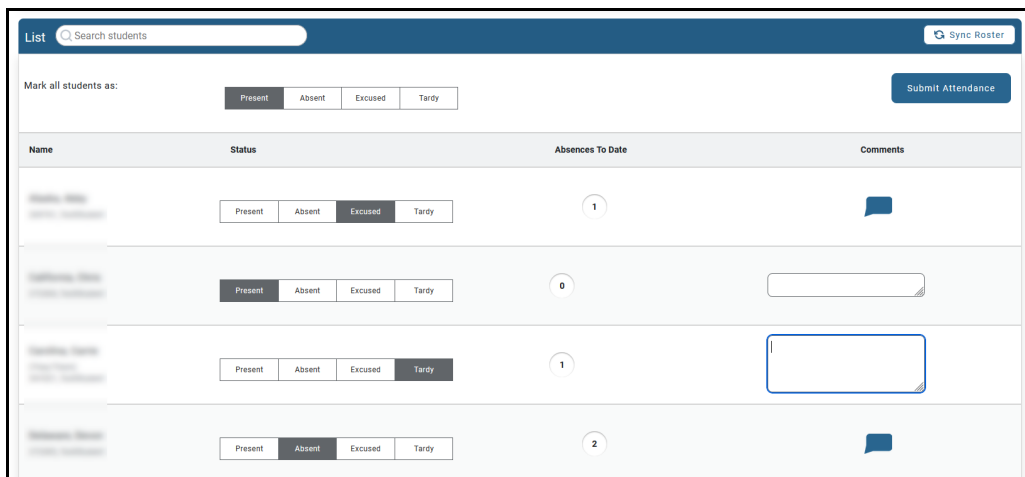 List Search students Sync Roster
Mark all students as: Present Absent Excused Tardy Submit Attendance
Name Status Absences To Date Comments
Present Absent Excused Tardy 1
Present Absent Excused Tardy 0
Present Absent Excused Tardy 1
Present Absent Excused Tardy 2